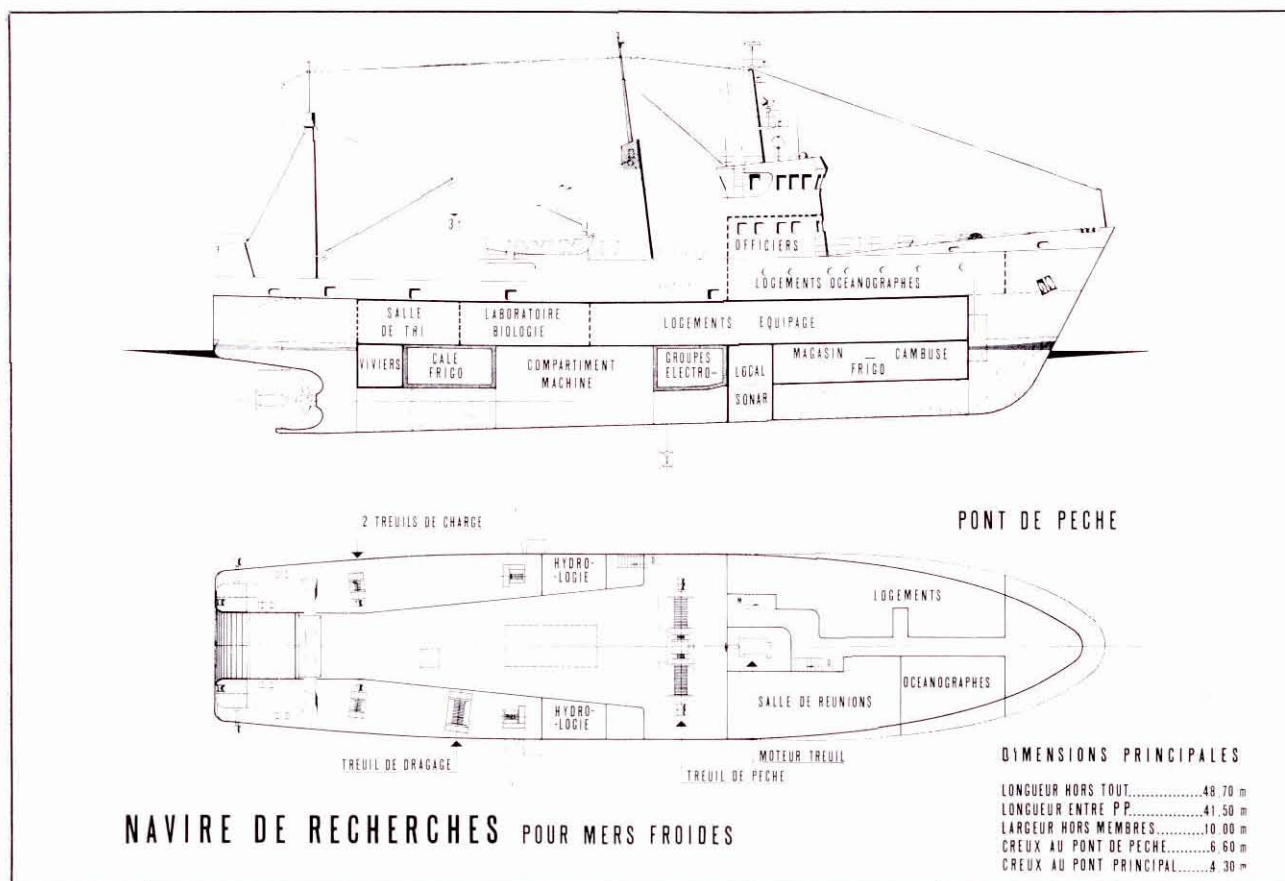 OFFICIERS
LOGEMENTS OCEANOGRAPHES
SALLE
DE TRI
LABORATOIRE
BIOLOGIE
LOGEMENTS EQUIPAGE
VIVIERS
CALE
FRIGO
COMPARTIMENT
MACHINE
GROUPES
ELECTRO-
LOCAL
SONAR
MAGASIN _ CAMBUSE
FRIGO
2 TREUILS DE CHARGE
PONT DE PECHE
HYDRO-
-LOGIE
LOGEMENTS
SALLE DE REUNIONS
OCEANOGRAPHES
HYDRO-
-LOGIE
TREUIL DE DRAGAGE
MOTEUR TREUIL
TREUIL DE PECHE
NAVIRE DE RECHERCHES POUR MERS FROIDES
DIMENSIONS PRINCIPALES
LONGUEUR HORS TOUT................48,70 m
LONGUEUR ENTRE PP.............41,50 m
LARGEUR HORS MEMBRES..........10.00 m
CREUX AU PONT DE PECHE.........6,60 m
CREUX AU PONT PRINCIPAL.....4,30 m